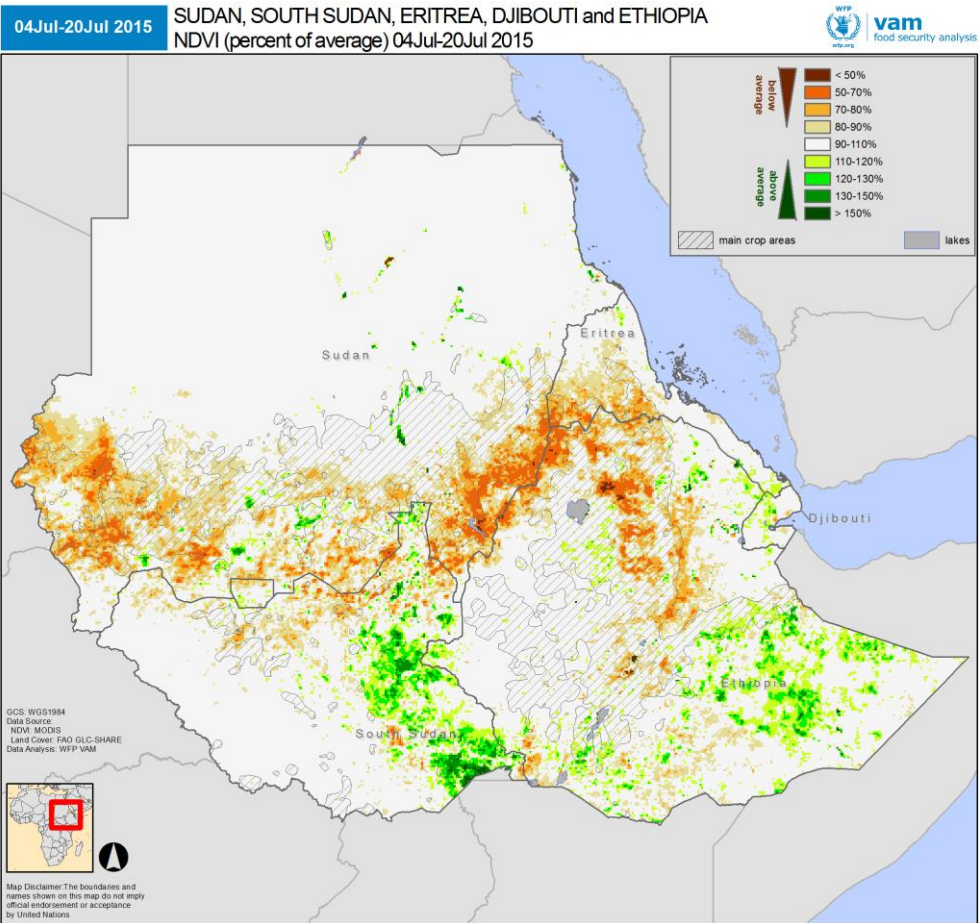 04Jul-20Jul 2015
SUDAN, SOUTH SUDAN, ERITREA, DJIBOUTI and ETHIOPIA
NDVI (percent of average) 04Jul-20Jul 2015
WFP
wfp.org
vam
food security analysis
below
average
above
average
< 50%
50-70%
70-80%
80-90%
90-110%
110-120%
120-130%
130-150%
> 150%
main crop areas
lakes
Eritrea
Sudan
Djibouti
Ethiopia
South Sudan
GCS: WGS1984
Data Source:
NDVI: MODIS
Land Cover: FAO GLC-SHARE
Data Analysis: WFP VAM
Map Disclaimer:The boundaries and
names shown on this map do not imply
official endorsement or acceptance
by United Nations